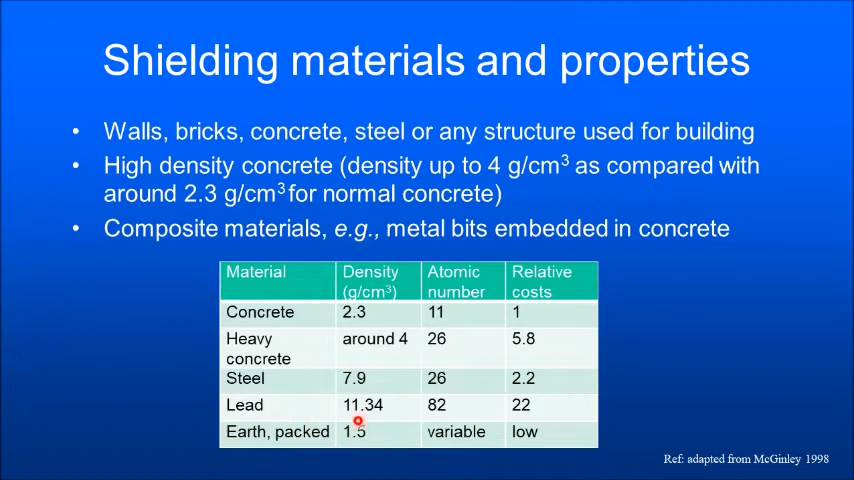 Shielding materials and properties
• Walls, bricks, concrete, steel or any structure used for building
• High density concrete (density up to 4 g/cm³ as compared with
around 2.3 g/cm³ for normal concrete)
• Composite materials, e.g., metal bits embedded in concrete
Material Density Atomic Relative
(g/cm³) number costs
Concrete 2.3 11 1
Heavy around 4 26 5.8
concrete
Steel 7.9 26 2.2
Lead 11.34 82 22
Earth, packed 1.5 variable low
Ref: adapted from McGinley 1998